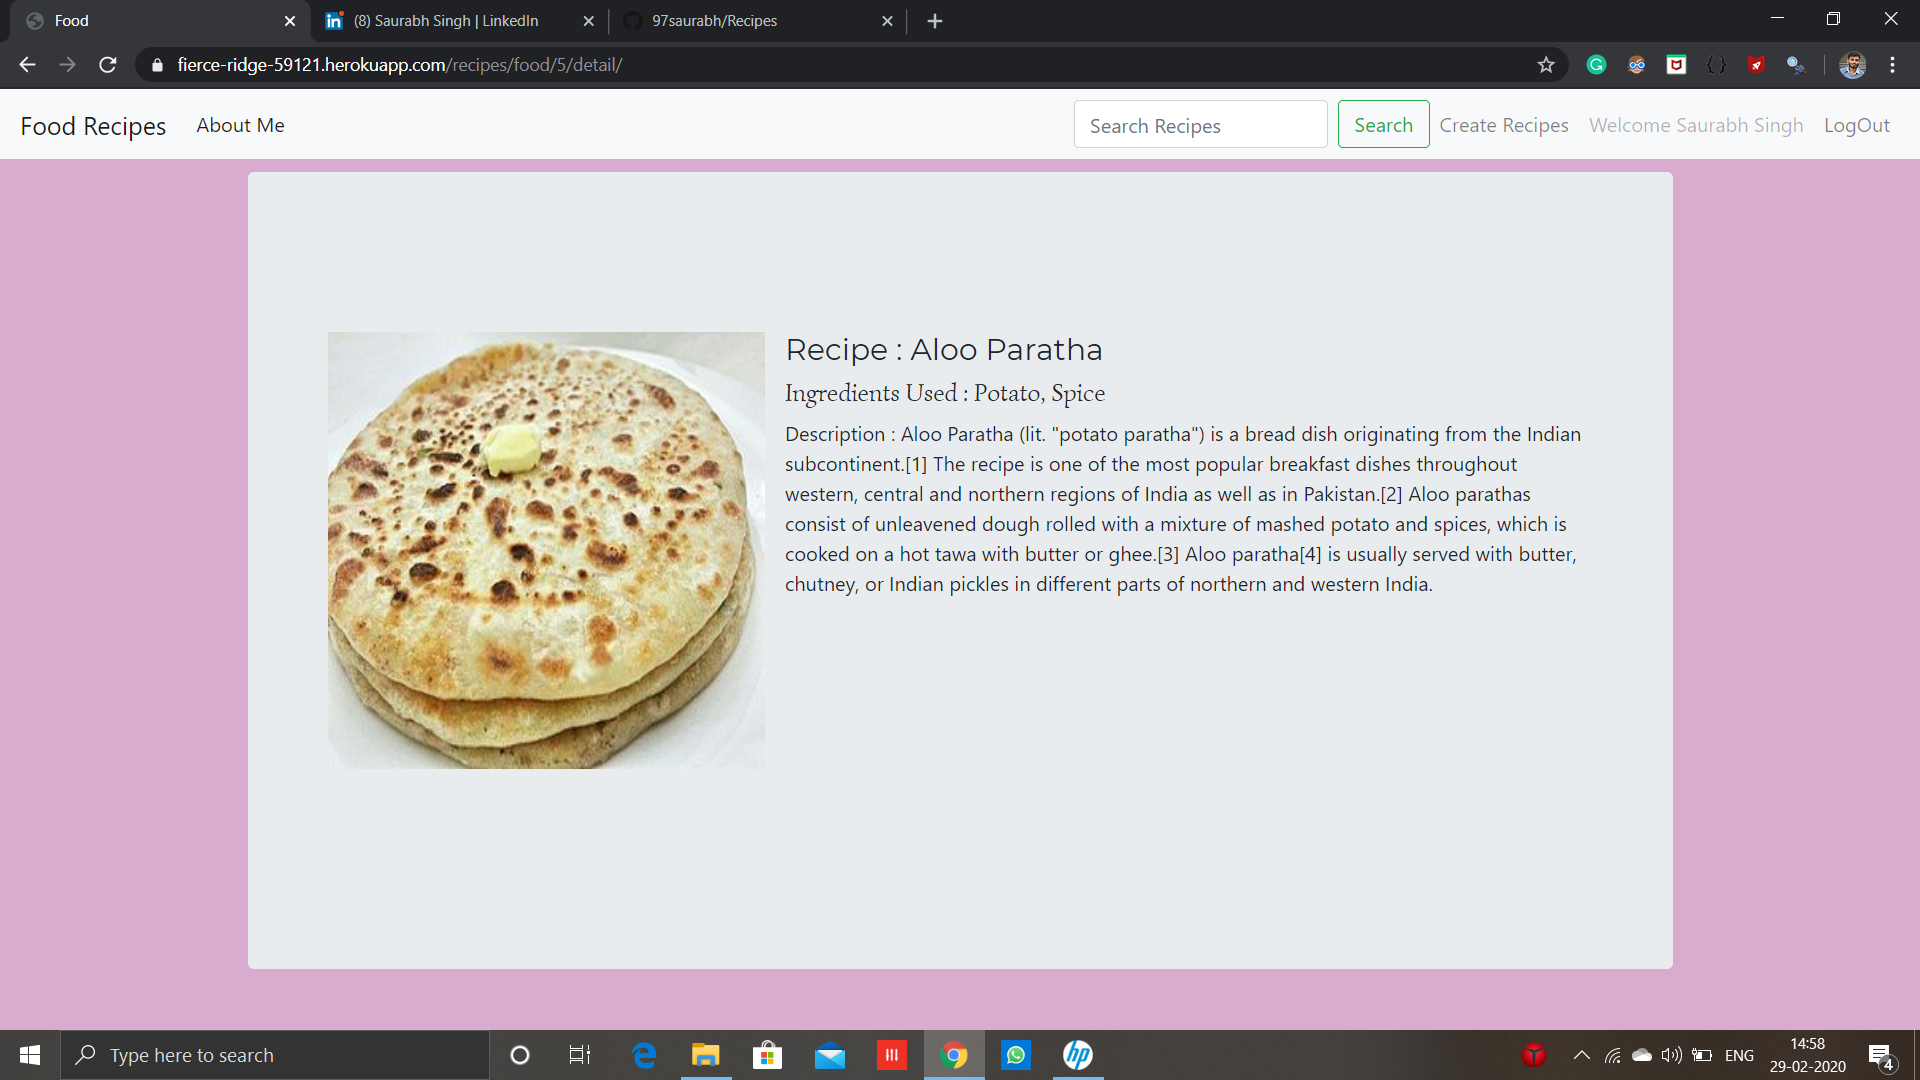 Food
(8) Saurabh Singh | LinkedIn
97saurabh/Recipes
fierce-ridge-59121.herokuapp.com/recipes/food/5/detail/
Food Recipes
About Me
Search Recipes
Search
Create Recipes
Welcome Saurabh Singh
LogOut
Recipe : Aloo Paratha
Ingredients Used : Potato, Spice
Description : Aloo Paratha (lit. "potato paratha") is a bread dish originating from the Indian
subcontinent.[1] The recipe is one of the most popular breakfast dishes throughout
western, central and northern regions of India as well as in Pakistan.[2] Aloo parathas
consist of unleavened dough rolled with a mixture of mashed potato and spices, which is
cooked on a hot tawa with butter or ghee.[3] Aloo paratha[4] is usually served with butter,
chutney, or Indian pickles in different parts of northern and western India.
Type here to search
hp
ENG
14:58
29-02-2020
4